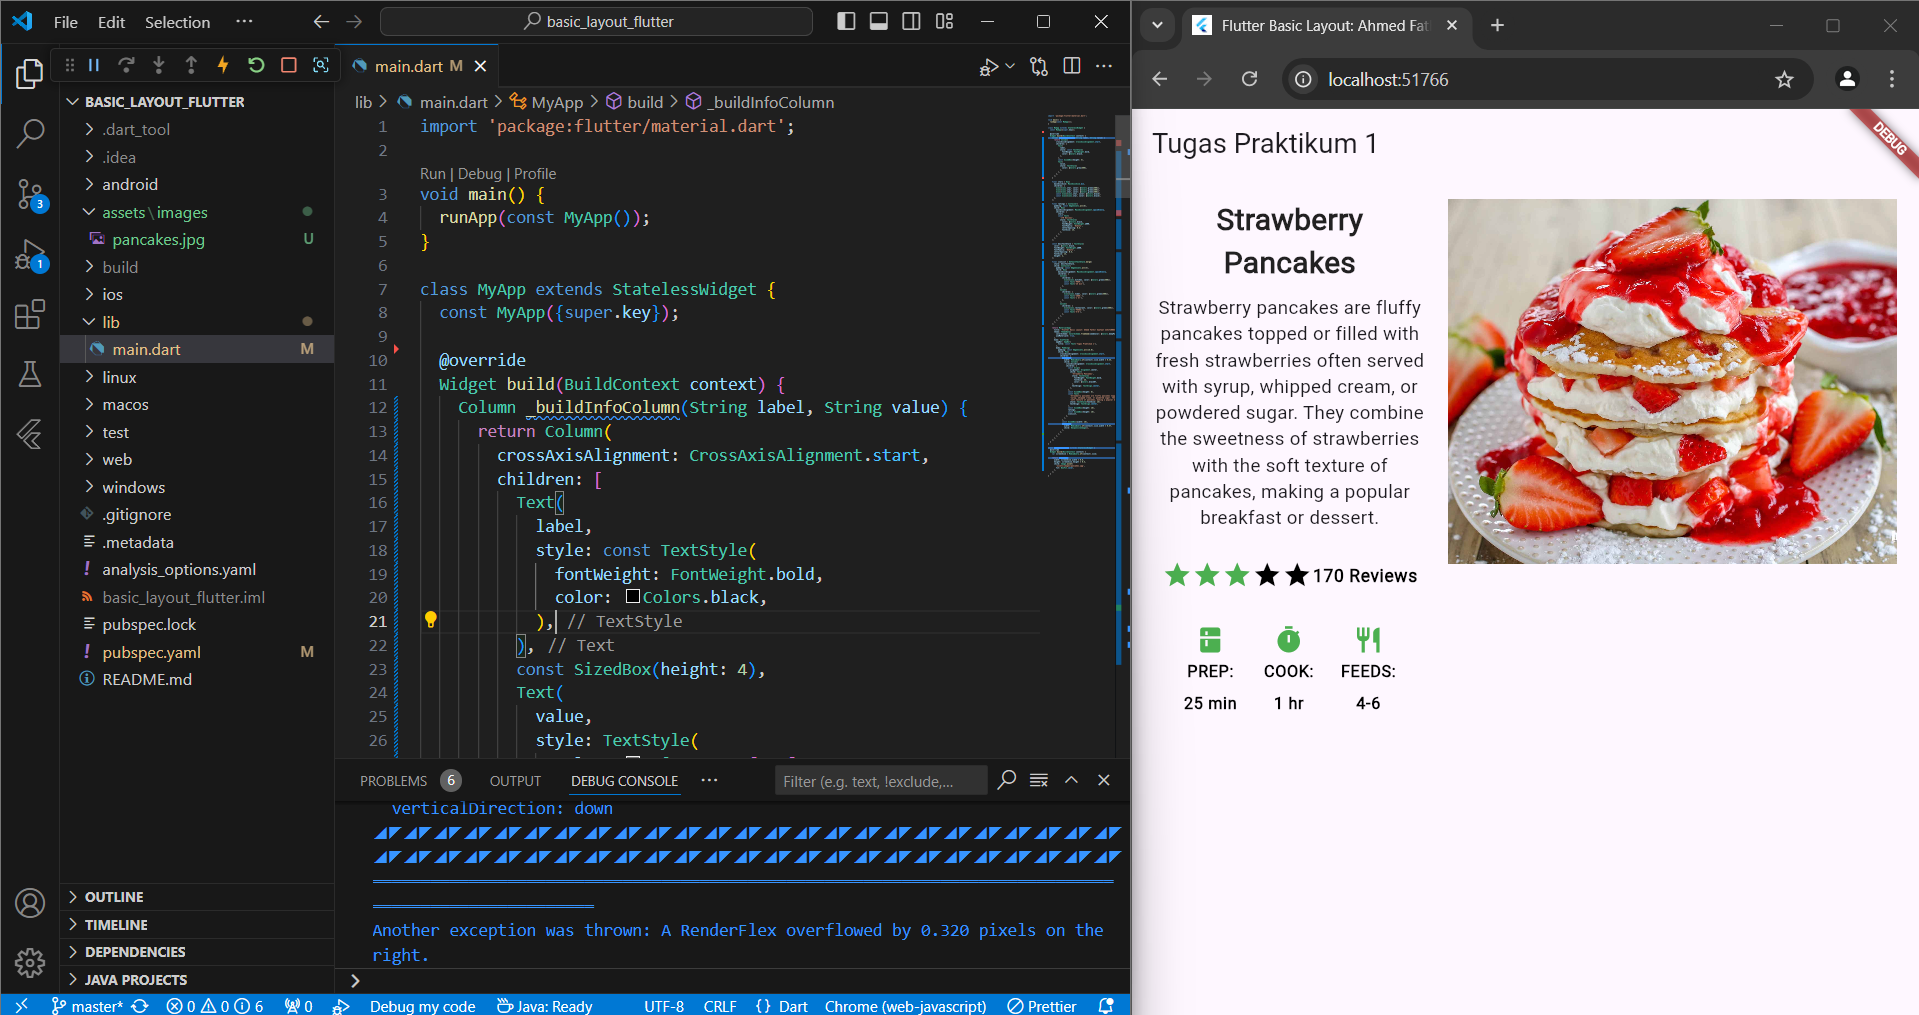 File Edit Selection ···
basic_layout_flutter
BASIC_LAYOUT_FLUTTER
.dart_tool
.idea
android
assets\images
pancakes.jpg U
build
ios
lib
main.dart M
linux
macos
test
web
windows
.gitignore
.metadata
! analysis_options.yaml
basic_layout_flutter.iml
pubspec.lock
! pubspec.yaml M
README.md
OUTLINE
TIMELINE
DEPENDENCIES
JAVA PROJECTS
3
1
main.dart M
lib > main.dart > MyApp > build > _buildInfoColumn
1 import 'package:flutter/material.dart';
2
Run | Debug | Profile
3 void main() {
4 runApp(const MyApp());
5 }
6
7 class MyApp extends StatelessWidget {
8 const MyApp({super.key});
9
10 @override
11 Widget build(BuildContext context) {
12 Column _buildInfoColumn(String label, String value) {
13 return Column(
14 crossAxisAlignment: CrossAxisAlignment.start,
15 children: [
16 Text(
17 label,
18 style: const TextStyle(
19 fontWeight: FontWeight.bold,
20 color: Colors.black,
21 ), // TextStyle
22 ), // Text
23 const SizedBox(height: 4),
24 Text(
25 value,
26 style: TextStyle(
PROBLEMS 6 OUTPUT DEBUG CONSOLE ··· Filter (e.g. text, !exclude,...
verticalDirection: down
Another exception was thrown: A RenderFlex overflowed by 0.320 pixels on the
right.
master* 0 0 6 0 Debug my code Java: Ready UTF-8 CRLF {} Dart Chrome (web-javascript) Prettier
Flutter Basic Layout: Ahmed Fat
localhost:51766
DEBUG
Tugas Praktikum 1
Strawberry
Pancakes
Strawberry pancakes are fluffy
pancakes topped or filled with
fresh strawberries often served
with syrup, whipped cream, or
powdered sugar. They combine
the sweetness of strawberries
with the soft texture of
pancakes, making a popular
breakfast or dessert.
170 Reviews
PREP: COOK: FEEDS:
25 min 1 hr 4-6